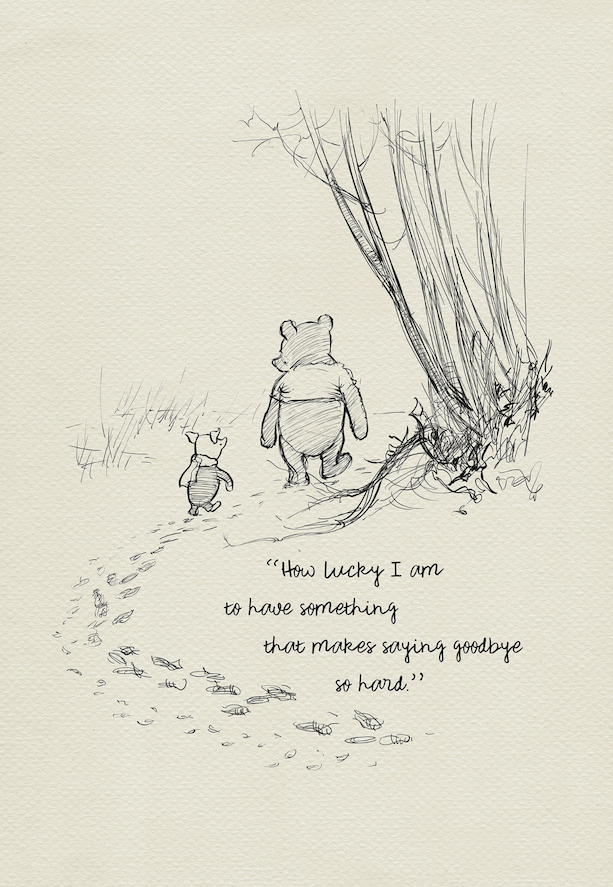 “How lucky I am
to have something
that makes saying goodbye
so hard.”